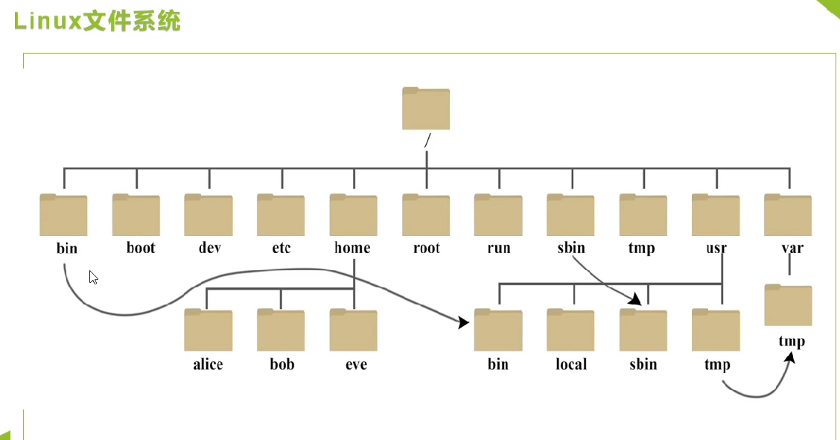 Linux文件系统
/
bin boot dev etc home root run sbin tmp usr var
alice bob eve bin local sbin tmp tmp